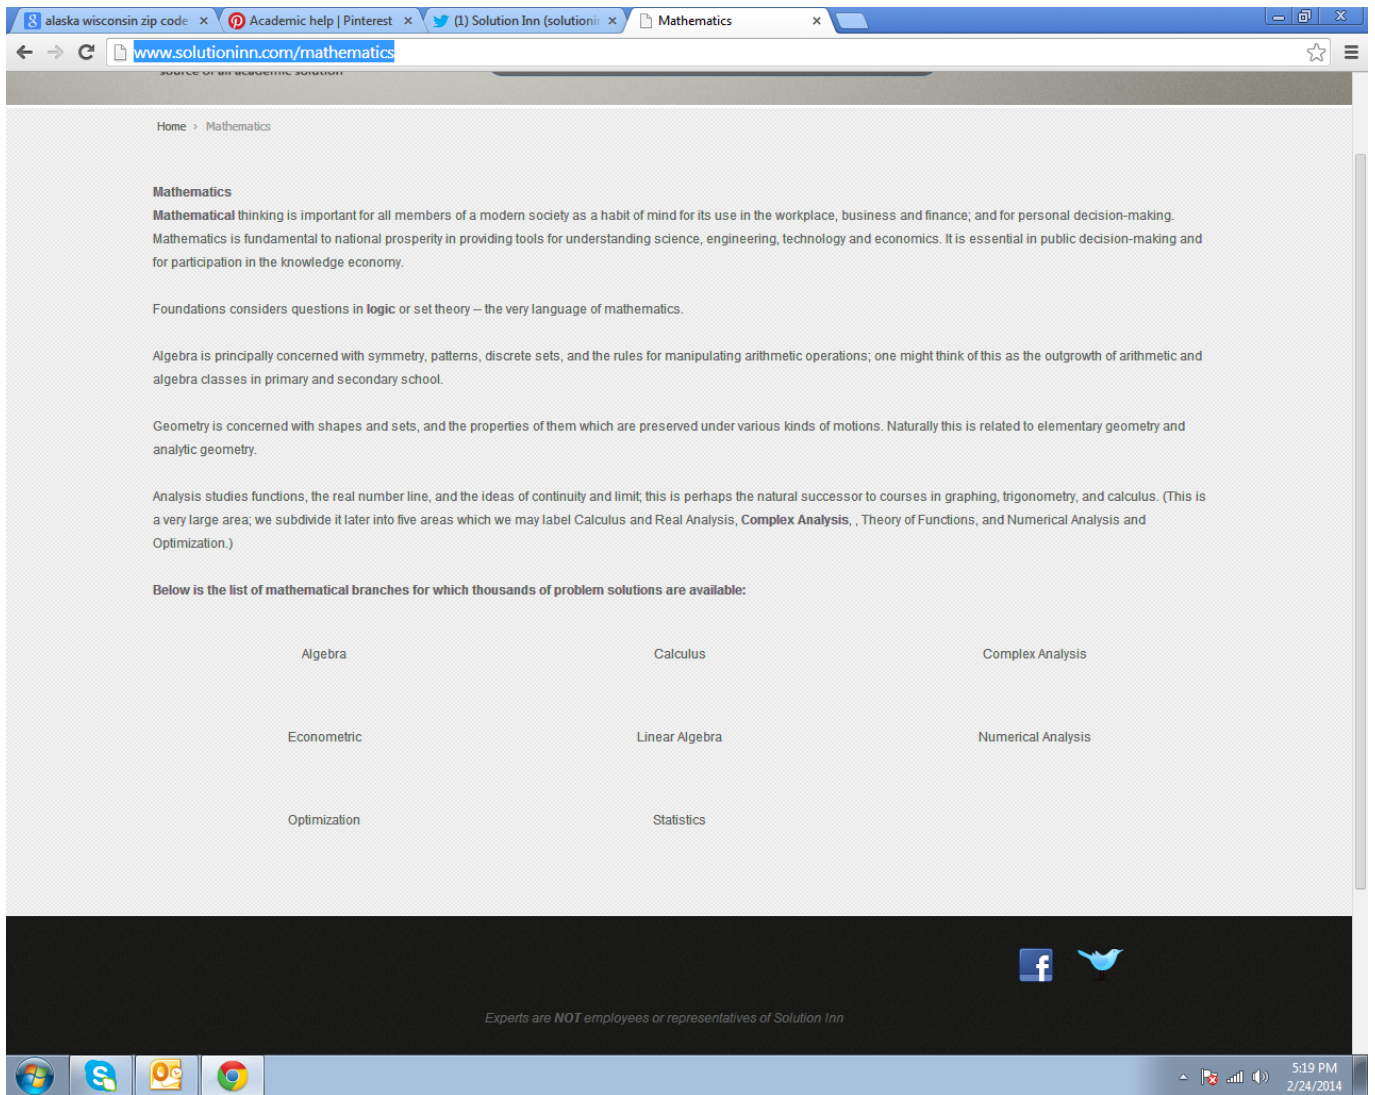 alaska wisconsin zip code
Academic help | Pinterest
(1) Solution Inn (solutionin
Mathematics
www.solutioninn.com/mathematics
source of all academic solution
Home › Mathematics
Mathematics
Mathematical thinking is important for all members of a modern society as a habit of mind for its use in the workplace, business and finance; and for personal decision-making.
Mathematics is fundamental to national prosperity in providing tools for understanding science, engineering, technology and economics. It is essential in public decision-making and
for participation in the knowledge economy.
Foundations considers questions in logic or set theory -- the very language of mathematics.
Algebra is principally concerned with symmetry, patterns, discrete sets, and the rules for manipulating arithmetic operations; one might think of this as the outgrowth of arithmetic and
algebra classes in primary and secondary school.
Geometry is concerned with shapes and sets, and the properties of them which are preserved under various kinds of motions. Naturally this is related to elementary geometry and
analytic geometry.
Analysis studies functions, the real number line, and the ideas of continuity and limit; this is perhaps the natural successor to courses in graphing, trigonometry, and calculus. (This is
a very large area; we subdivide it later into five areas which we may label Calculus and Real Analysis, Complex Analysis, , Theory of Functions, and Numerical Analysis and
Optimization.)
Below is the list of mathematical branches for which thousands of problem solutions are available:
Algebra Calculus Complex Analysis
Econometric Linear Algebra Numerical Analysis
Optimization Statistics
Experts are NOT employees or representatives of Solution Inn
5:19 PM
2/24/2014